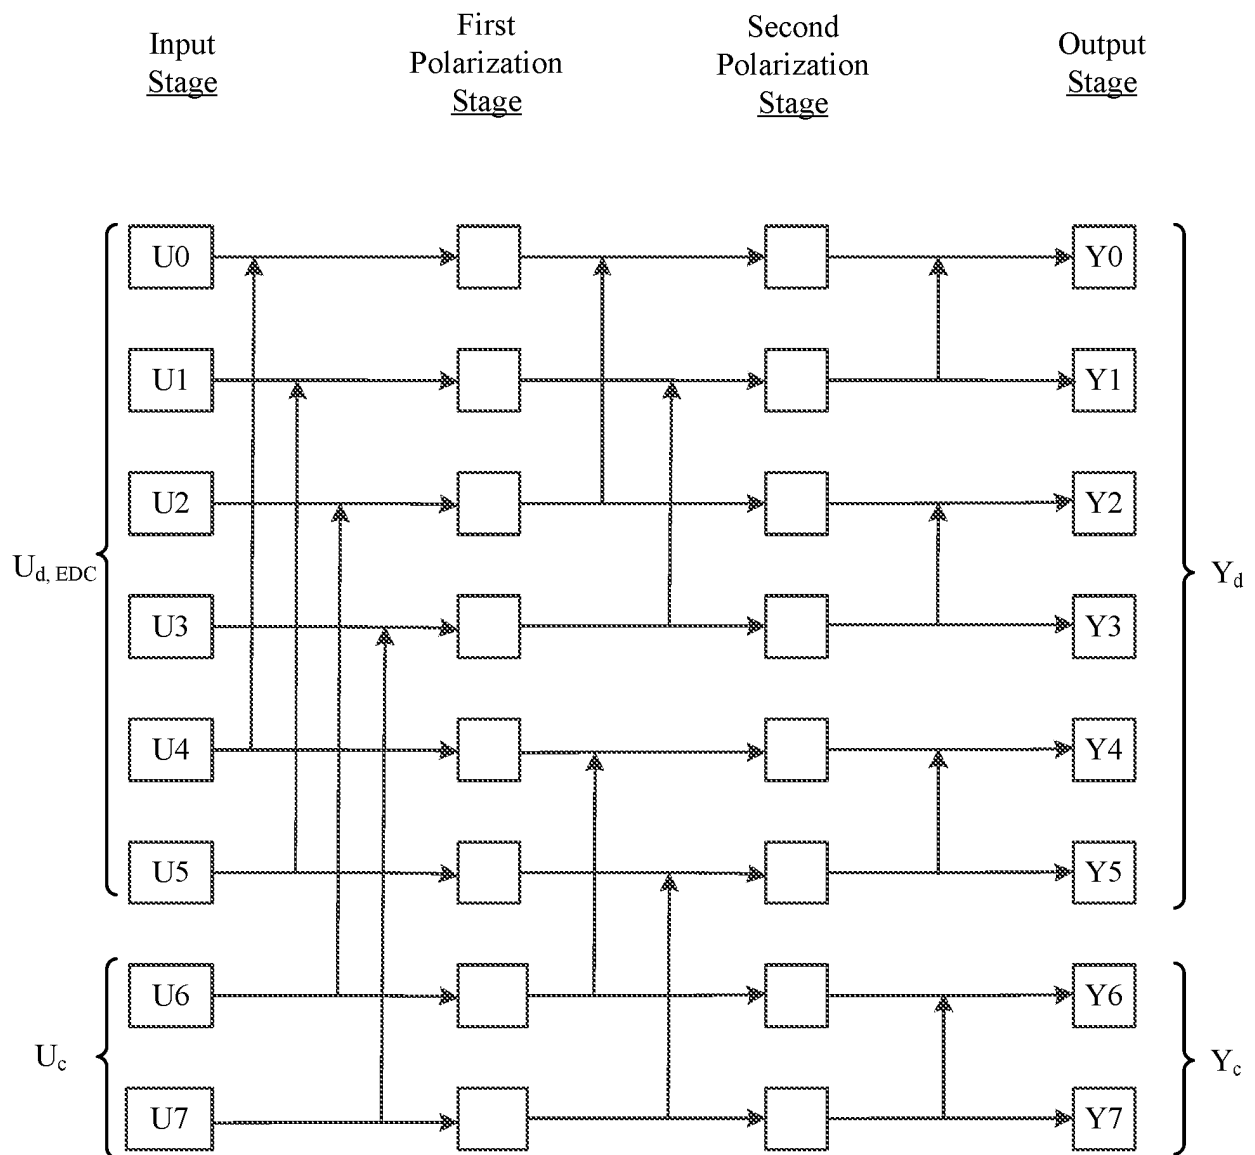 Input
Stage
First
Polarization
Stage
Second
Polarization
Stage
Output
Stage
U0
Y0
U1
Y1
U2
Y2
Ud, EDC
Yd
U3
Y3
U4
Y4
U5
Y5
U6
Y6
Uc
Yc
U7
Y7